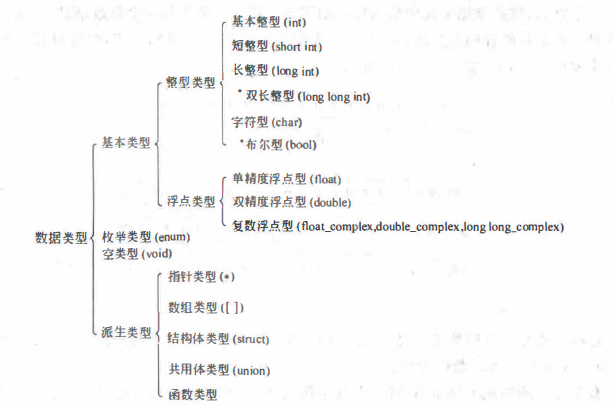 基本整型(int)
短整型(short int)
长整型(long int)
整型类型
*双长整型(long long int)
字符型(char)
基本类型
*布尔型(bool)
单精度浮点型(float)
浮点类型
双精度浮点型(double)
复数浮点型(float_complex,double_complex,long long_complex)
数据类型
枚举类型(enum)
空类型(void)
指针类型(*)
数组类型([ ])
派生类型
结构体类型(struct)
共用体类型(union)
函数类型